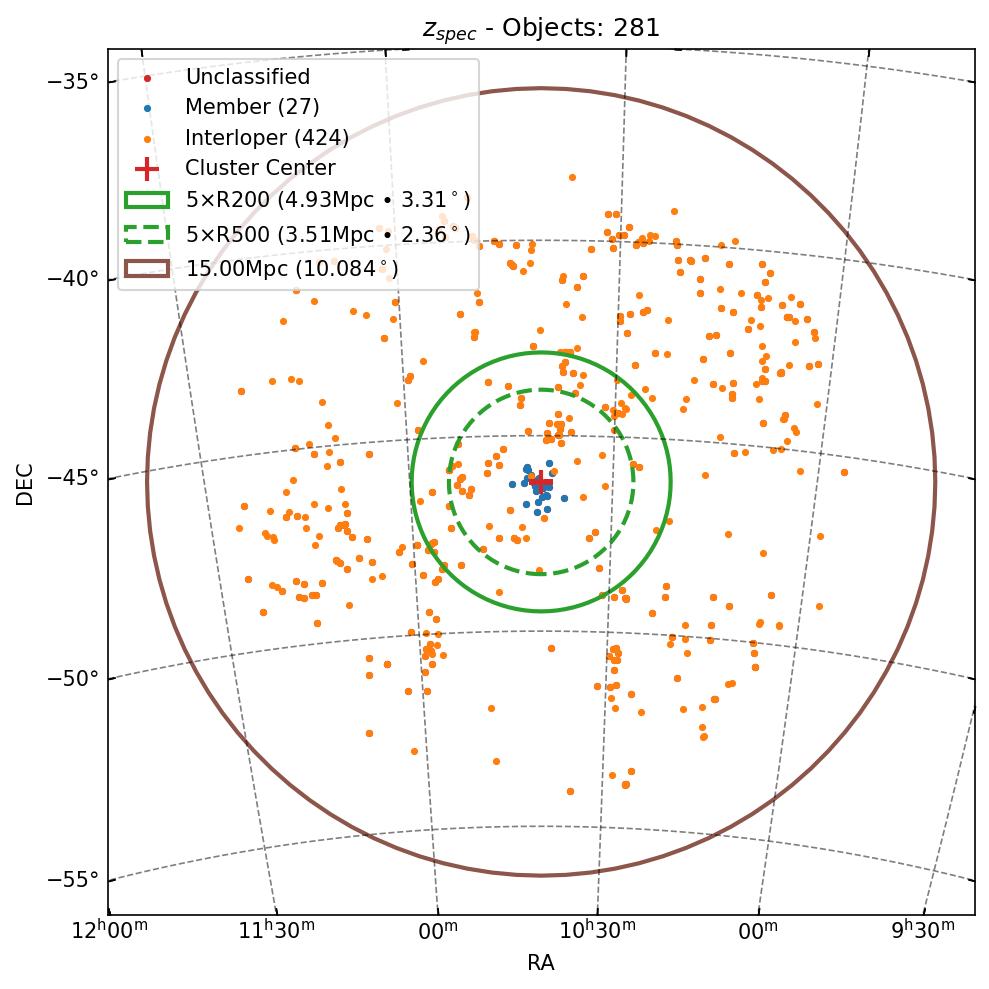 z_spec - Objects: 281
Unclassified
Member (27)
Interloper (424)
Cluster Center
5×R200 (4.93Mpc • 3.31°)
5×R500 (3.51Mpc • 2.36°)
15.00Mpc (10.084°)
−35°
−40°
−45°
−50°
−55°
DEC
12h00m 11h30m 00m 10h30m 00m 9h30m
RA